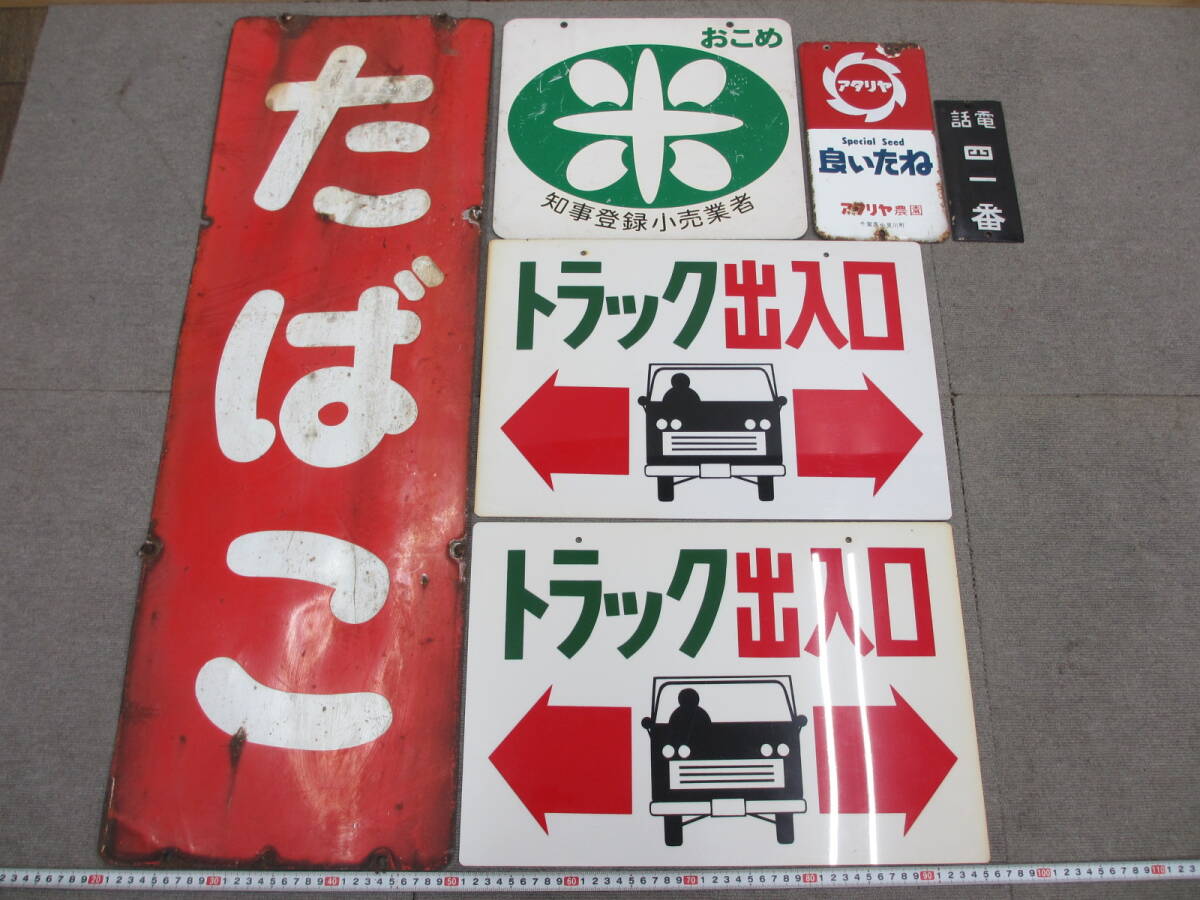 たばこ
おこめ
米
知事登録小売業者
アタリヤ
Special Seed
良いたね
アタリヤ農園
電話
四一番
トラック出入口
トラック出入口